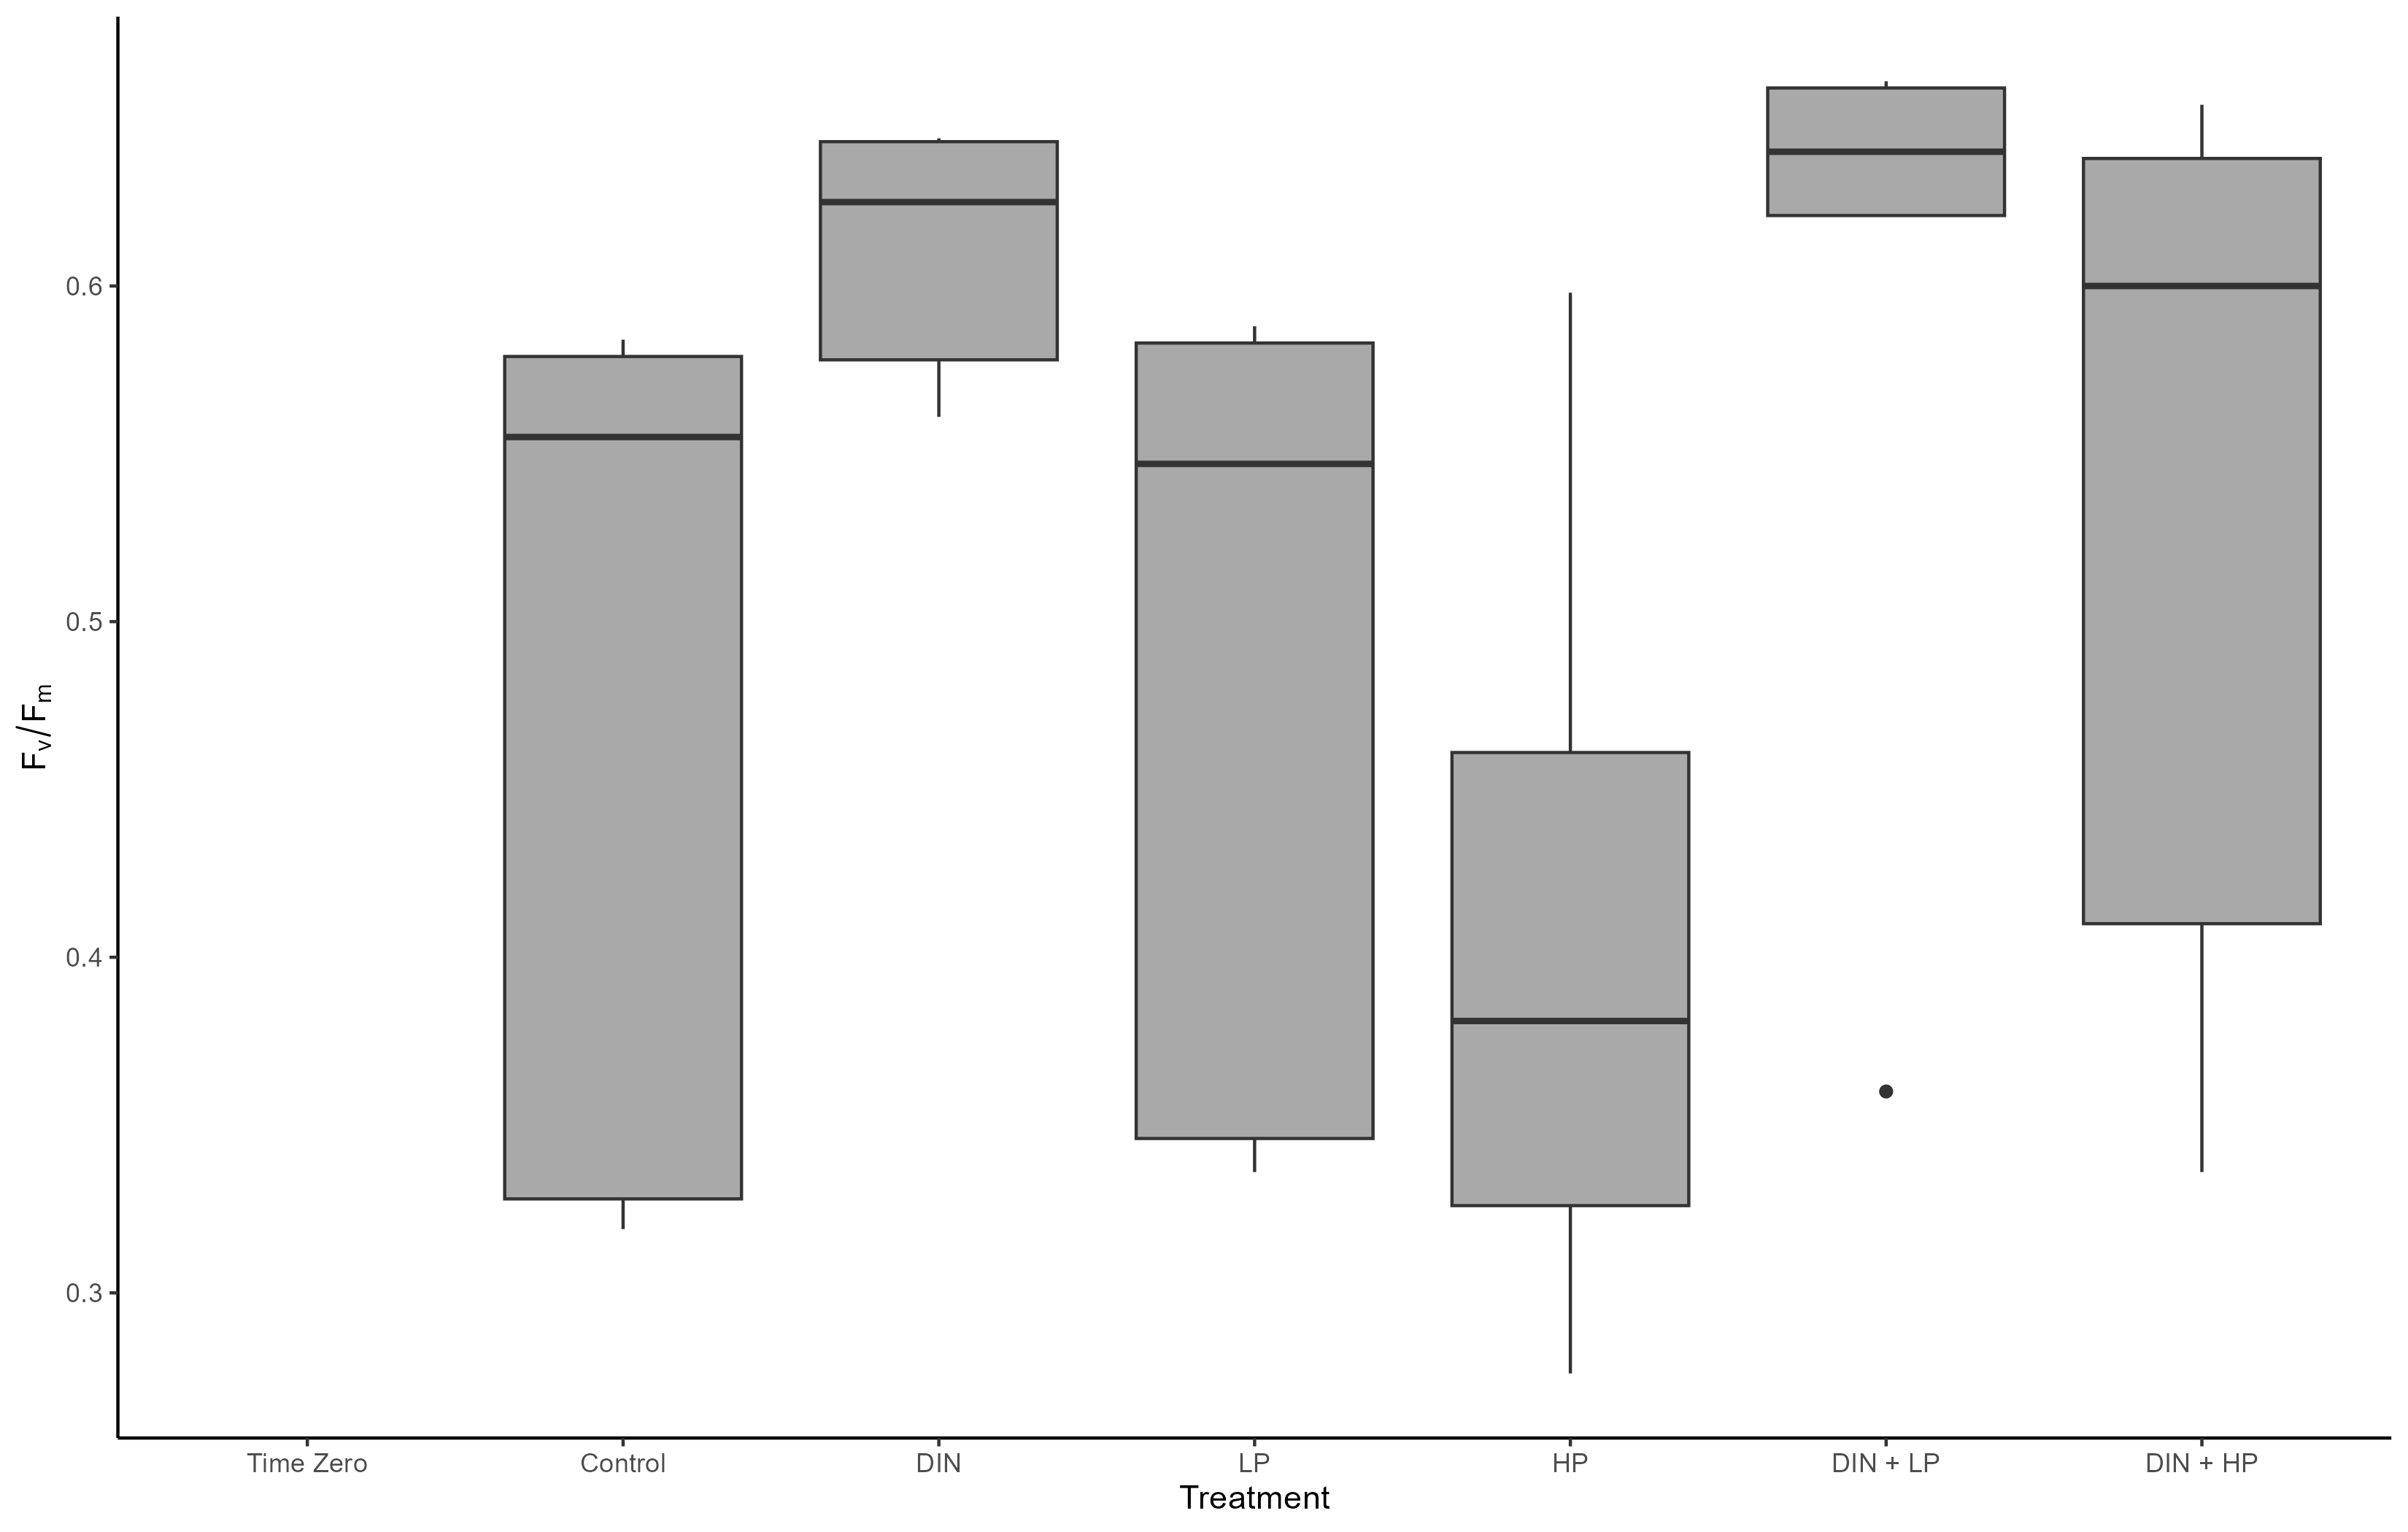 0.6
0.5
0.4
0.3
Fv/Fm
Time Zero
Control
DIN
LP
HP
DIN + LP
DIN + HP
Treatment